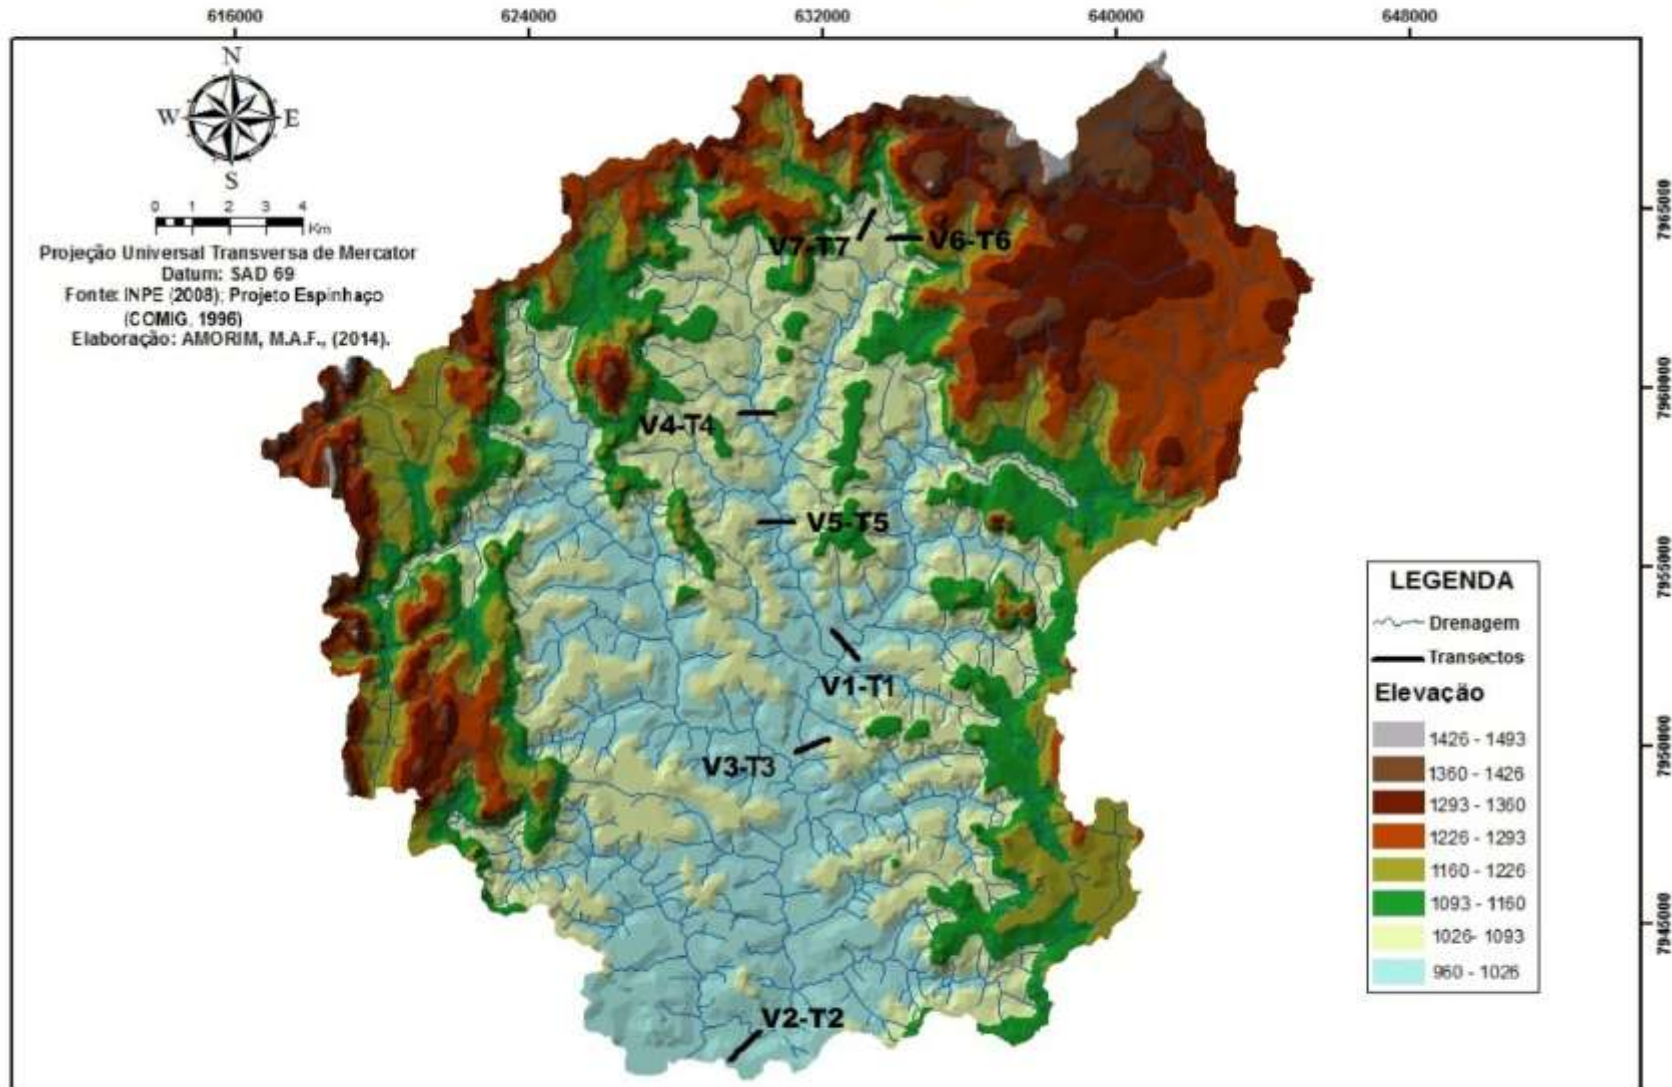 616000 624000 632000 640000 648000
N
W E
S
0 1 2 3 4
Km
Projeção Universal Transversa de Mercator
Datum: SAD 69
Fonte: INPE (2008); Projeto Espinhaço
(COMIG, 1996)
Elaboração: AMORIM, M.A.F., (2014).
7965000
V7-T7
V6-T6
7960000
V4-T4
V5-T5
7955000
V1-T1
V3-T3
7950000
7945000
V2-T2
LEGENDA
Drenagem
Transectos
Elevação
1426 - 1493
1360 - 1426
1293 - 1360
1226 - 1293
1160 - 1226
1093 - 1160
1026- 1093
960 - 1026